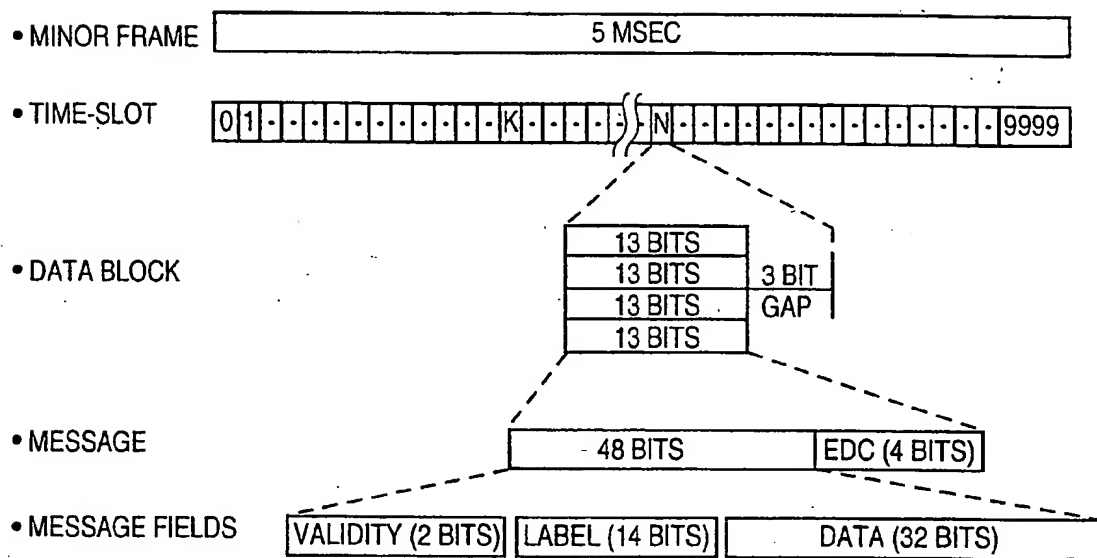 • MINOR FRAME
5 MSEC
• TIME-SLOT
0 1 - - - - - - - - - - - K - - - - - - N - - - - - - - - - - - - - - - 9999
• DATA BLOCK
13 BITS
13 BITS
13 BITS
13 BITS
3 BIT
GAP
• MESSAGE
48 BITS
EDC (4 BITS)
• MESSAGE FIELDS
VALIDITY (2 BITS)
LABEL (14 BITS)
DATA (32 BITS)